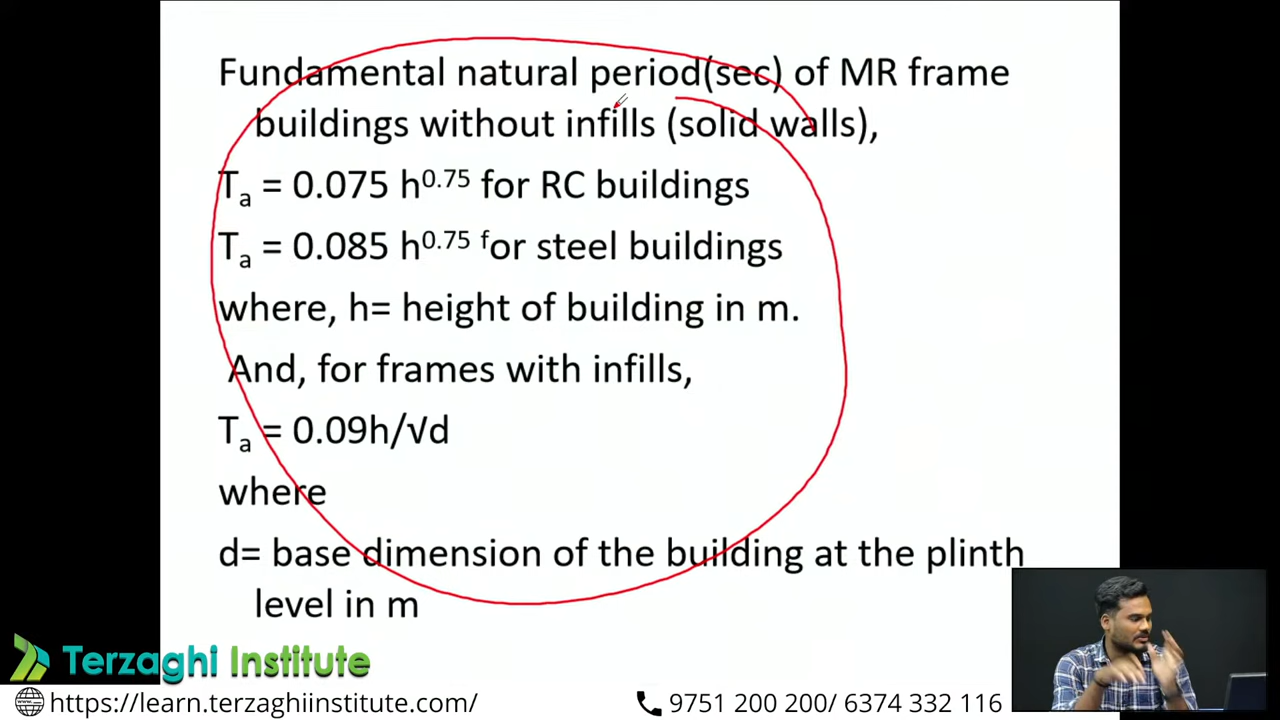 Fundamental natural period(sec) of MR frame
buildings without infills (solid walls),
Tₐ = 0.075 h⁰·⁷⁵ for RC buildings
Tₐ = 0.085 h⁰·⁷⁵ ᶠor steel buildings
where, h= height of building in m.
And, for frames with infills,
Tₐ = 0.09h/√d
where
d= base dimension of the building at the plinth
level in m
Terzaghi Institute
https://learn.terzaghiinstitute.com/
9751 200 200/ 6374 332 116